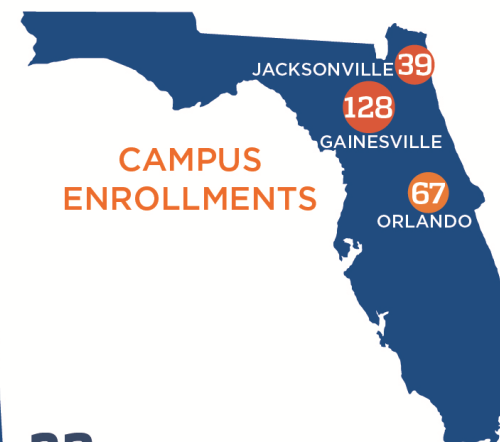 JACKSONVILLE 39
128
GAINESVILLE
CAMPUS
ENROLLMENTS
67
ORLANDO